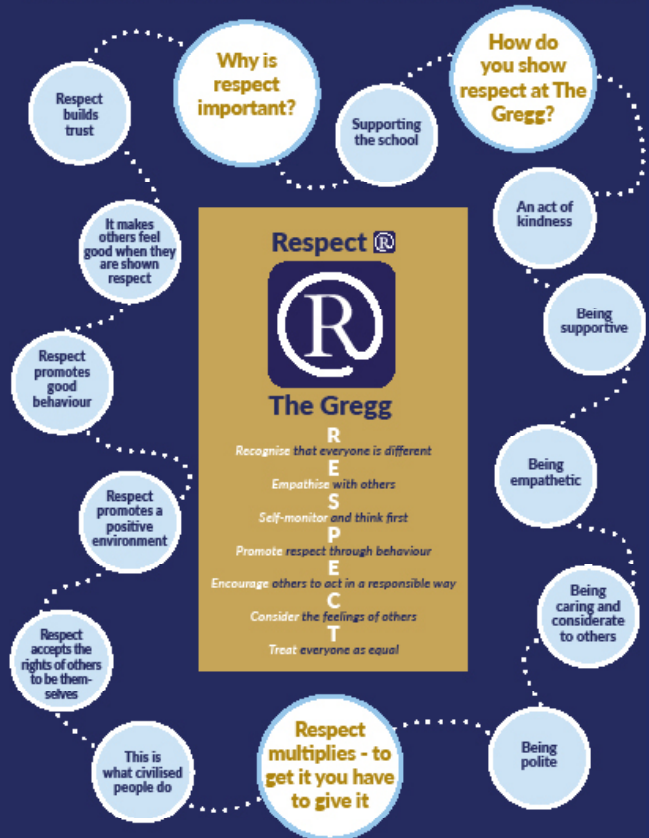 Why is
respect
important?
How do
you show
respect at The
Gregg?
Respect
builds
trust
Supporting
the school
It makes
others feel
good when they
are shown
respect
An act of
kindness
Being
supportive
Respect
promotes
good
behaviour
Being
empathetic
Respect
promotes a
positive
environment
Being
caring and
considerate
to others
Respect
accepts the
rights of others
to be them-
selves
Being
polite
This is
what civilised
people do
Respect
multiplies - to
get it you have
to give it
Respect R
R
The Gregg
R
Recognise that everyone is different
E
Empathise with others
S
Self-monitor and think first
P
Promote respect through behaviour
E
Encourage others to act in a responsible way
C
Consider the feelings of others
T
Treat everyone as equal